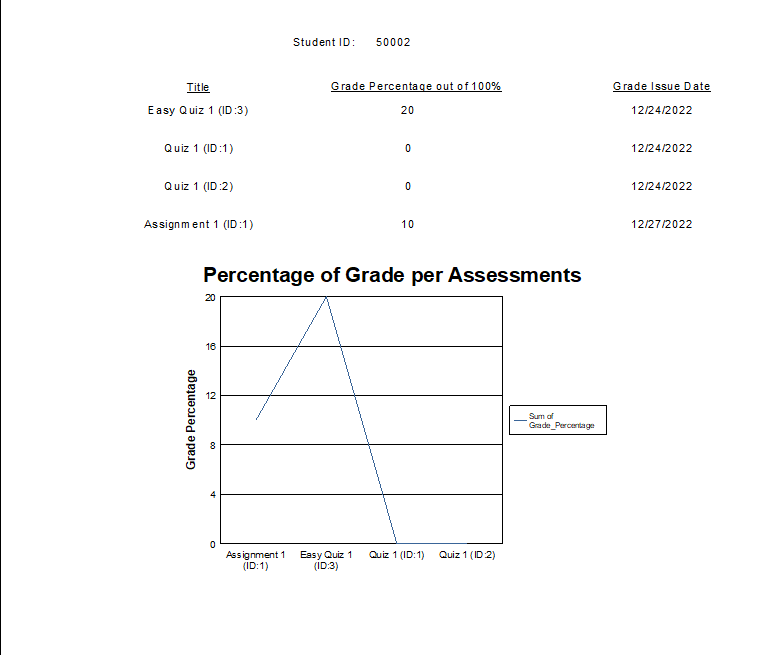 Student ID: 50002
Title Grade Percentage out of 100% Grade Issue Date
Easy Quiz 1 (ID:3) 20 12/24/2022
Quiz 1 (ID:1) 0 12/24/2022
Quiz 1 (ID:2) 0 12/24/2022
Assignment 1 (ID:1) 10 12/27/2022
Percentage of Grade per Assessments
20
16
12
8
4
0
Grade Percentage
Sum of
Grade_Percentage
Assignment 1 Easy Quiz 1 Quiz 1 (ID:1) Quiz 1 (ID:2)
(ID:1) (ID:3)